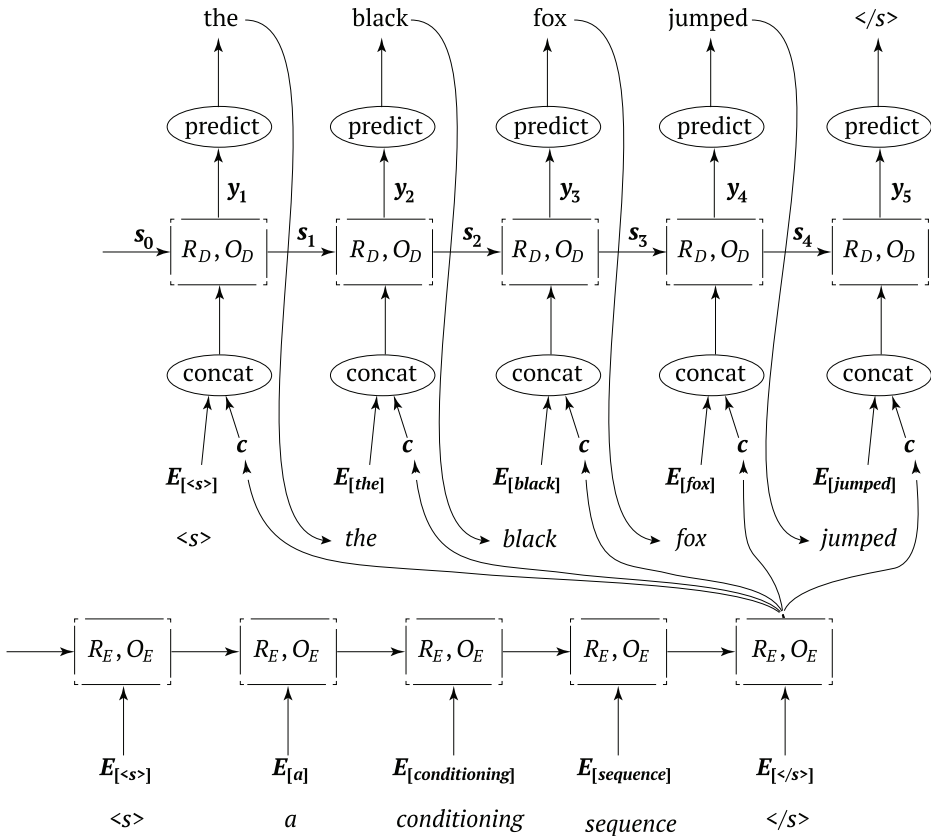 the black fox jumped </s>
predict predict predict predict predict
y1 y2 y3 y4 y5
s0 s1 s2 s3 s4
RD, OD RD, OD RD, OD RD, OD RD, OD
concat concat concat concat concat
c c c c c
E[<s>] E[the] E[black] E[fox] E[jumped]
<s> the black fox jumped
RE, OE RE, OE RE, OE RE, OE RE, OE
E[<s>] E[a] E[conditioning] E[sequence] E[</s>]
<s> a conditioning sequence </s>